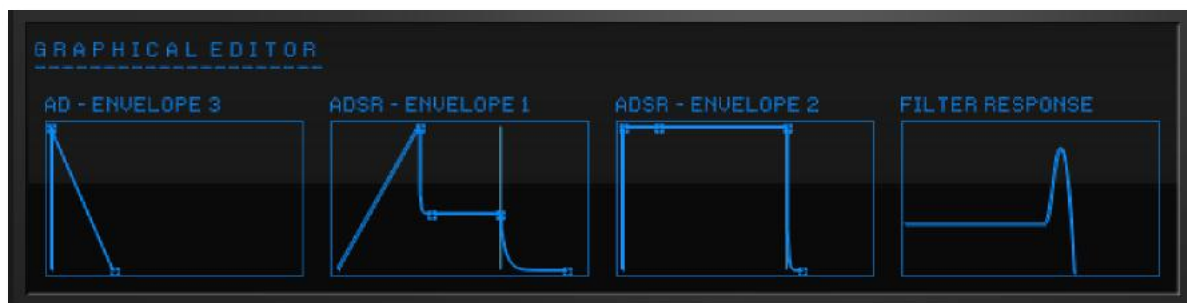 GRAPHICAL EDITOR
AD - ENVELOPE 3
ADSR - ENVELOPE 1
ADSR - ENVELOPE 2
FILTER RESPONSE